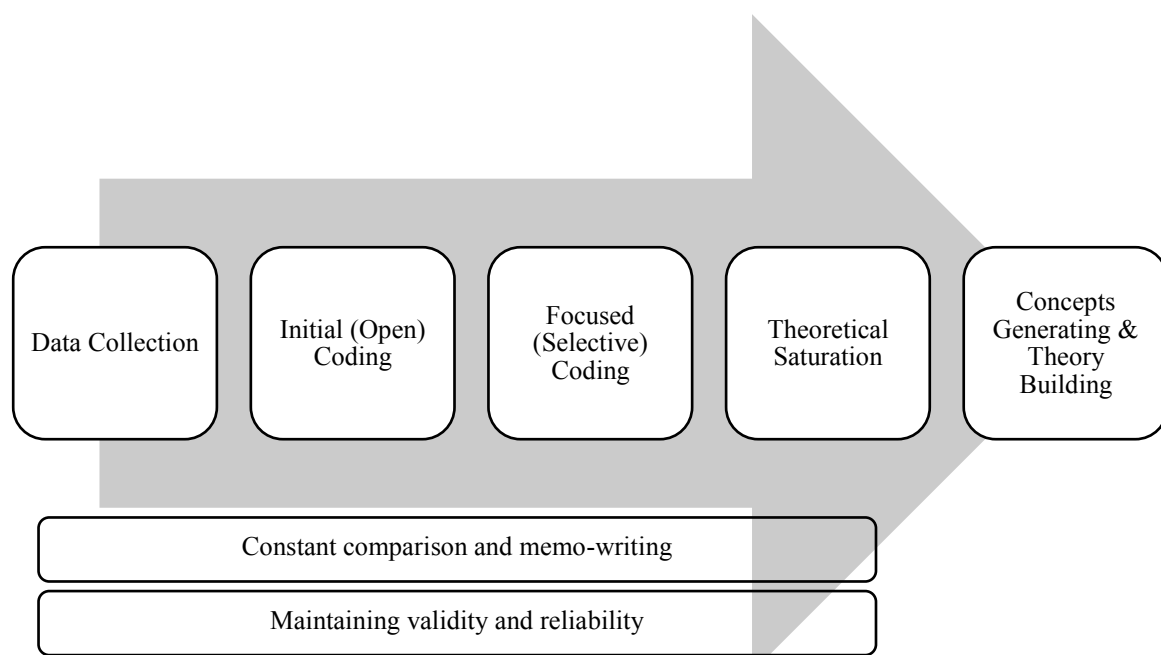 Data Collection
Initial (Open)
Coding
Focused
(Selective)
Coding
Theoretical
Saturation
Concepts
Generating &
Theory
Building
Constant comparison and memo-writing
Maintaining validity and reliability